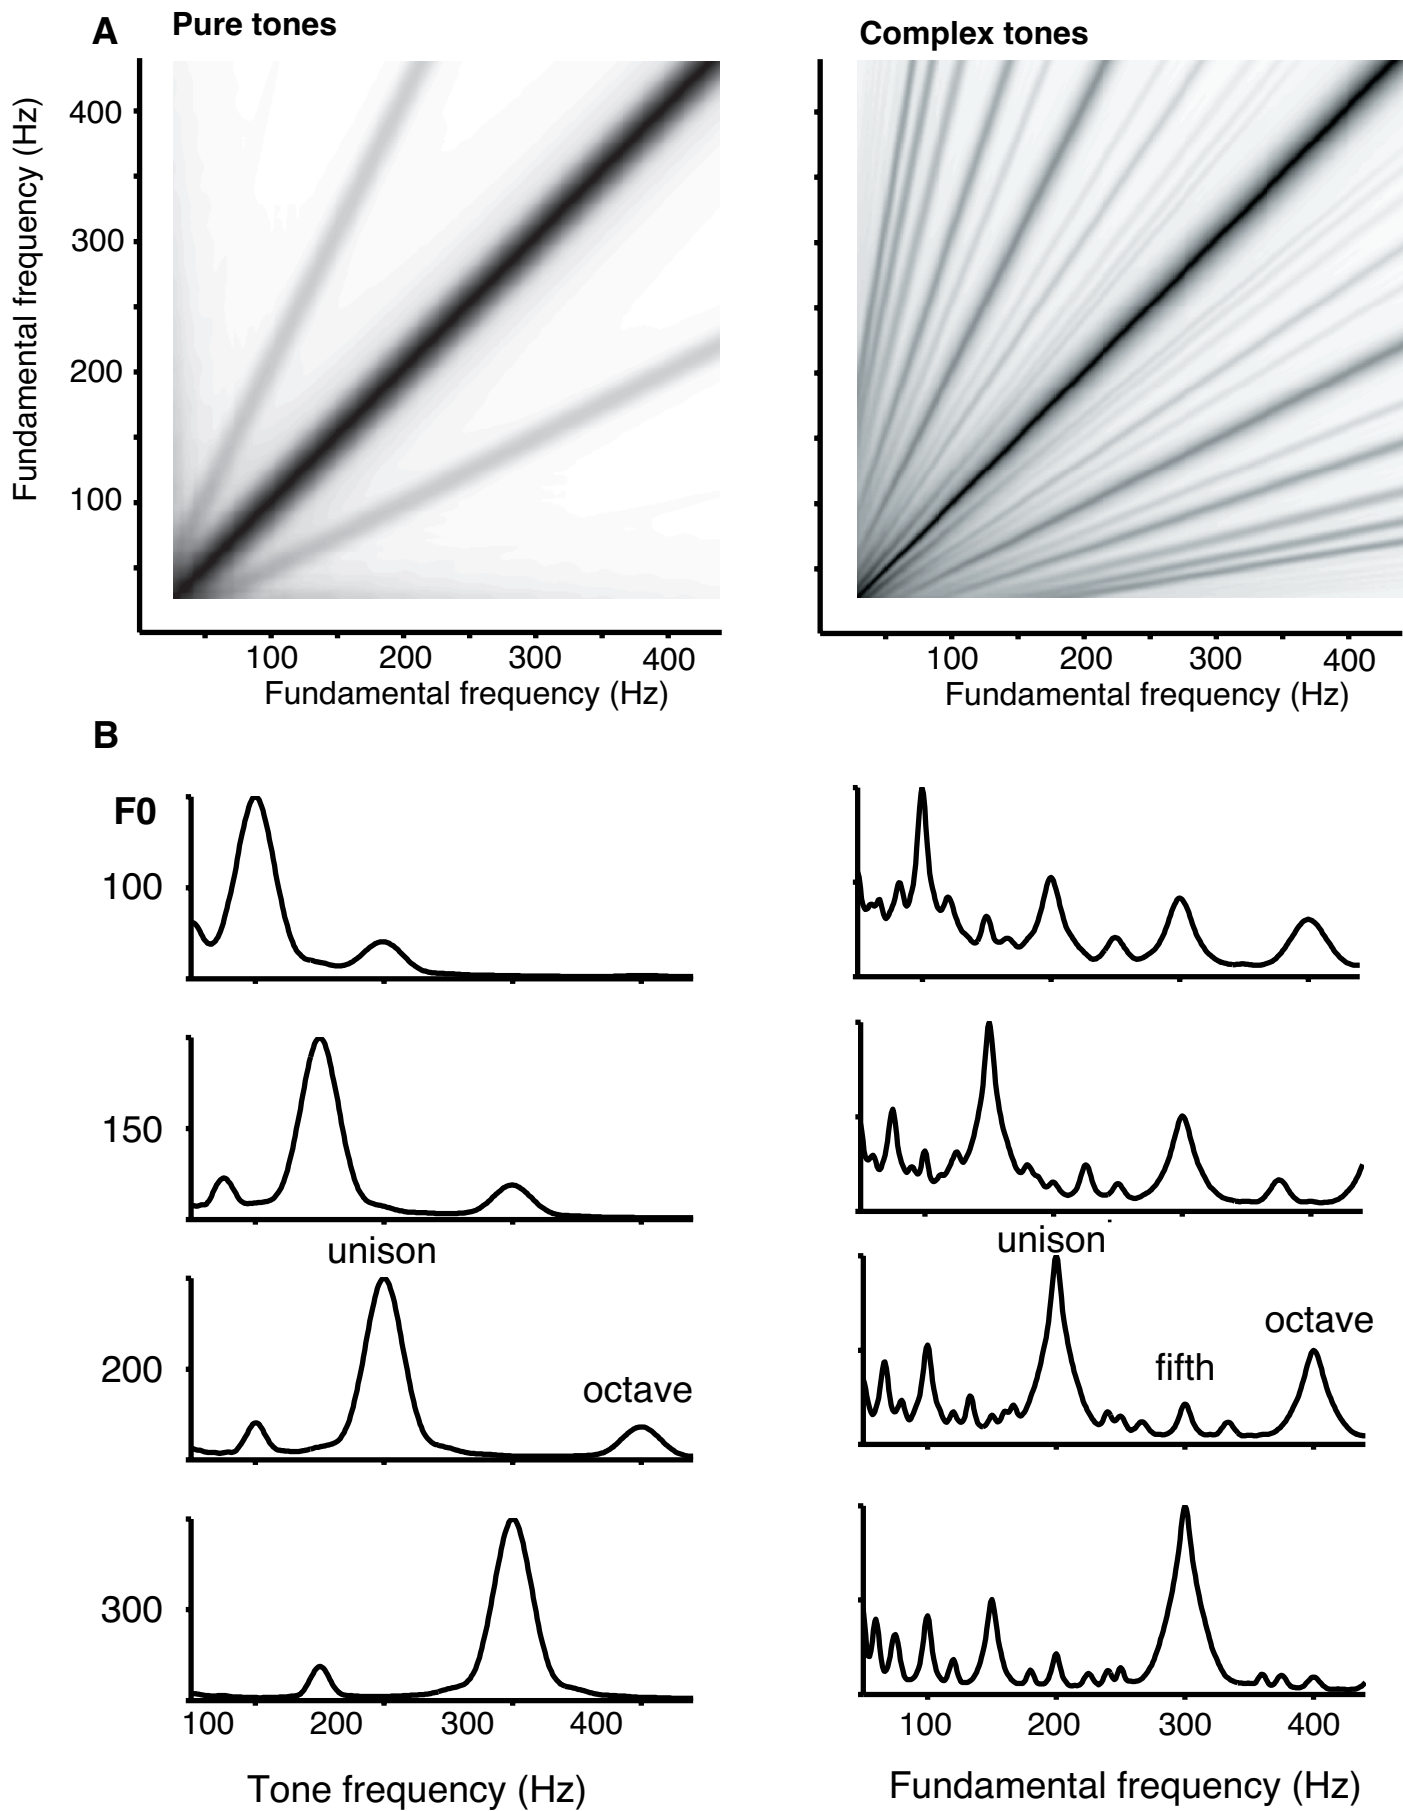 A Pure tones
Complex tones
Fundamental frequency (Hz)
400
300
200
100
100 200 300 400
Fundamental frequency (Hz)
100 200 300 400
Fundamental frequency (Hz)
B
F0
100
150
unison
unison
200
octave
fifth
octave
300
100 200 300 400
Tone frequency (Hz)
100 200 300 400
Fundamental frequency (Hz)